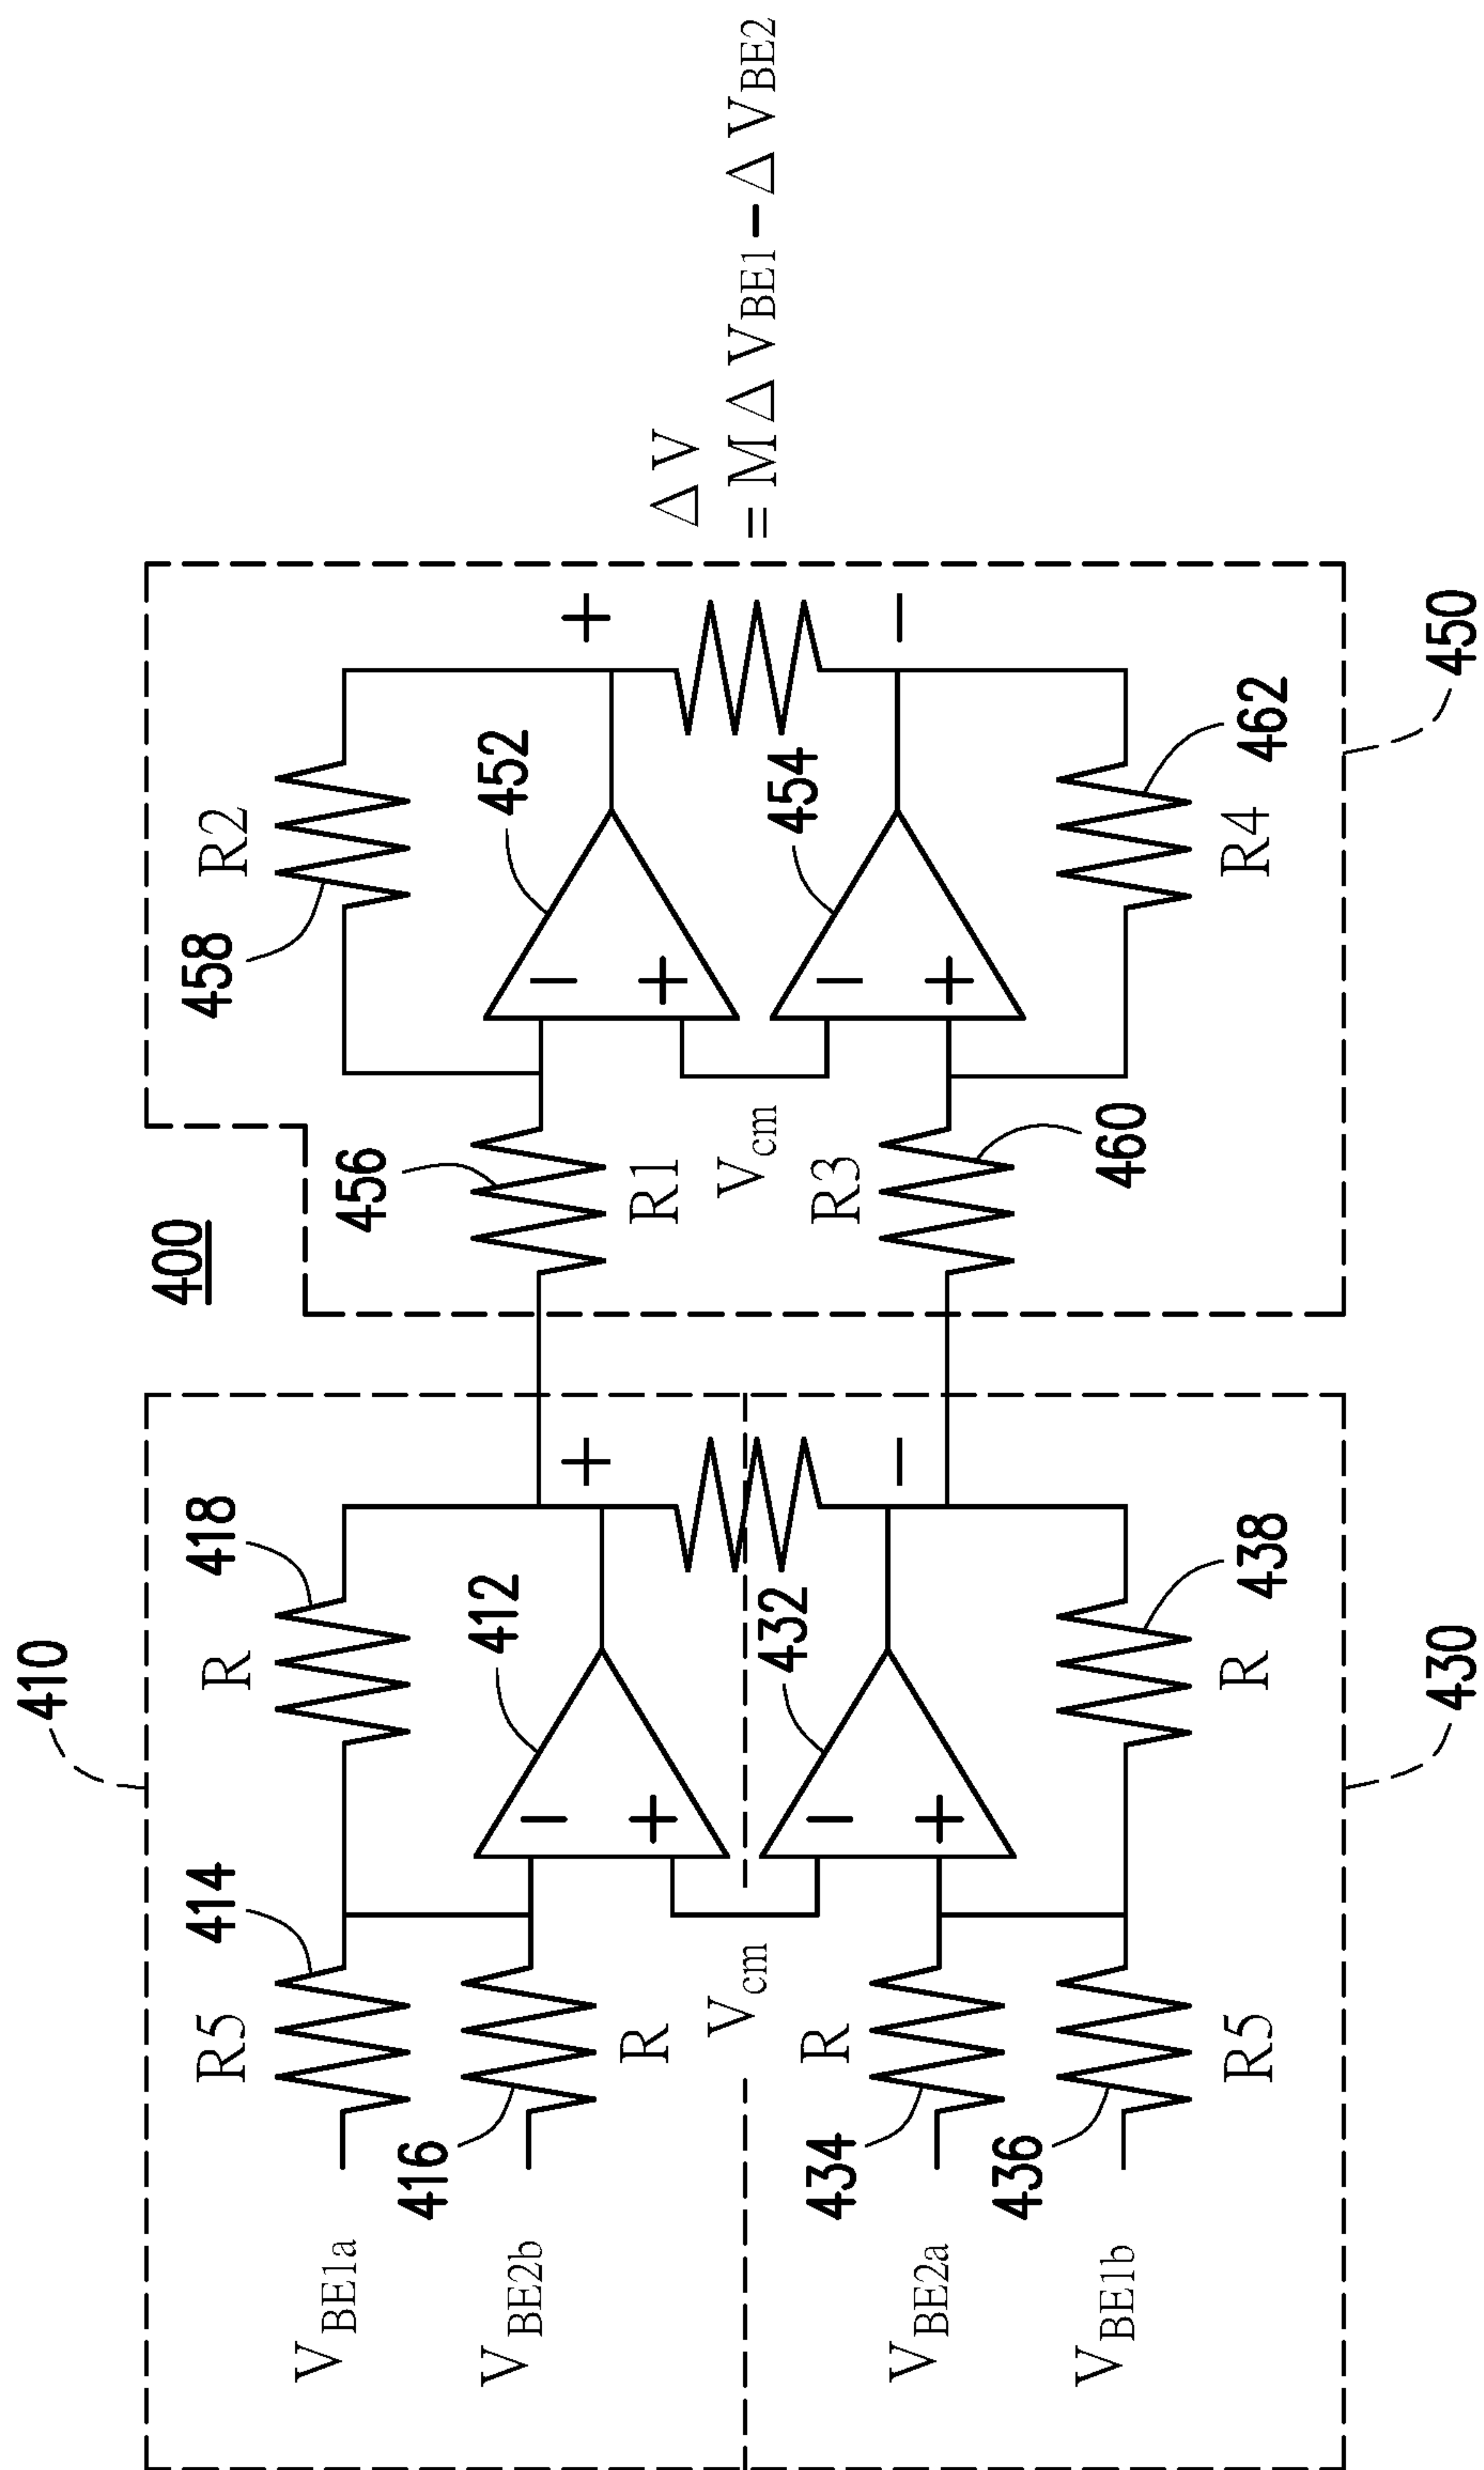 400
410
R5
414
R
418
V_BE1a
412
416
V_BE2b
R
+
−
+
V_cm
432
434
V_BE2a
R
−
+
−
436
V_BE1b
R5
R
438
430
R2
458
452
456
R1
−
+
+
V_cm
454
R3
460
−
+
−
R4
462
450
ΔV
=MΔV_BE1−ΔV_BE2